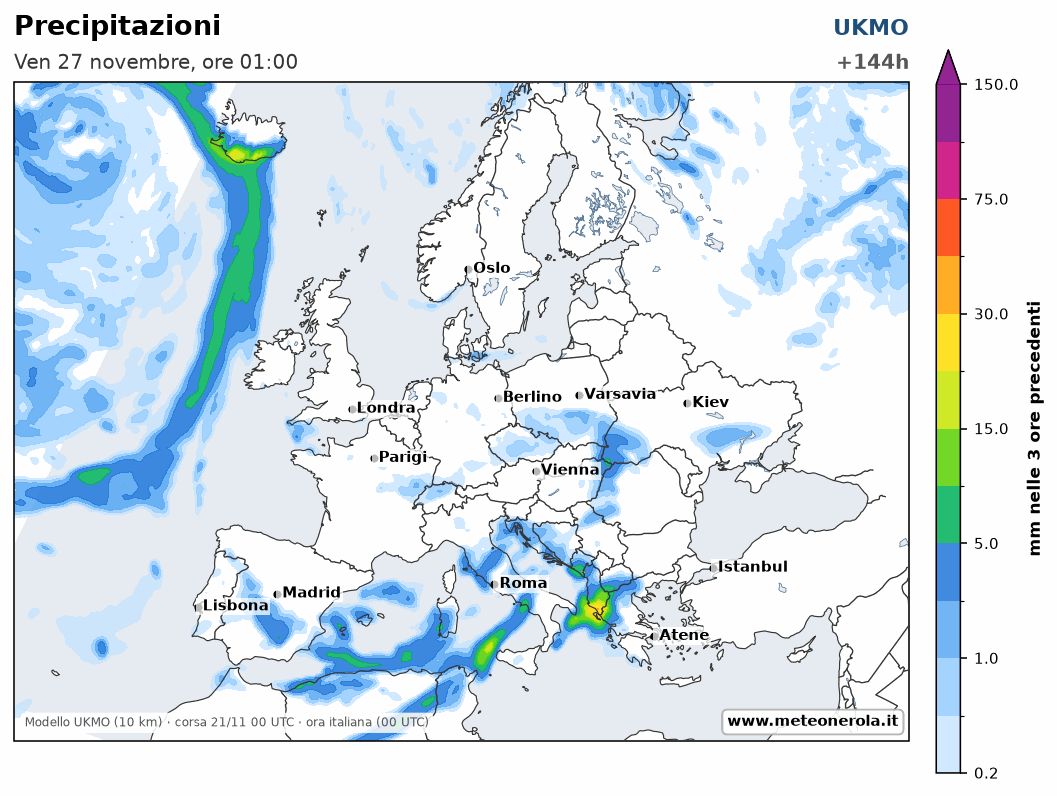 Precipitazioni
UKMO
Ven 27 novembre, ore 01:00
+144h
150.0
75.0
30.0
15.0
5.0
1.0
0.2
mm nelle 3 ore precedenti
Oslo
Londra
Berlino
Varsavia
Kiev
Parigi
Vienna
Istanbul
Madrid
Roma
Lisbona
Atene
Modello UKMO (10 km) · corsa 21/11 00 UTC · ora italiana (00 UTC)
www.meteonerola.it